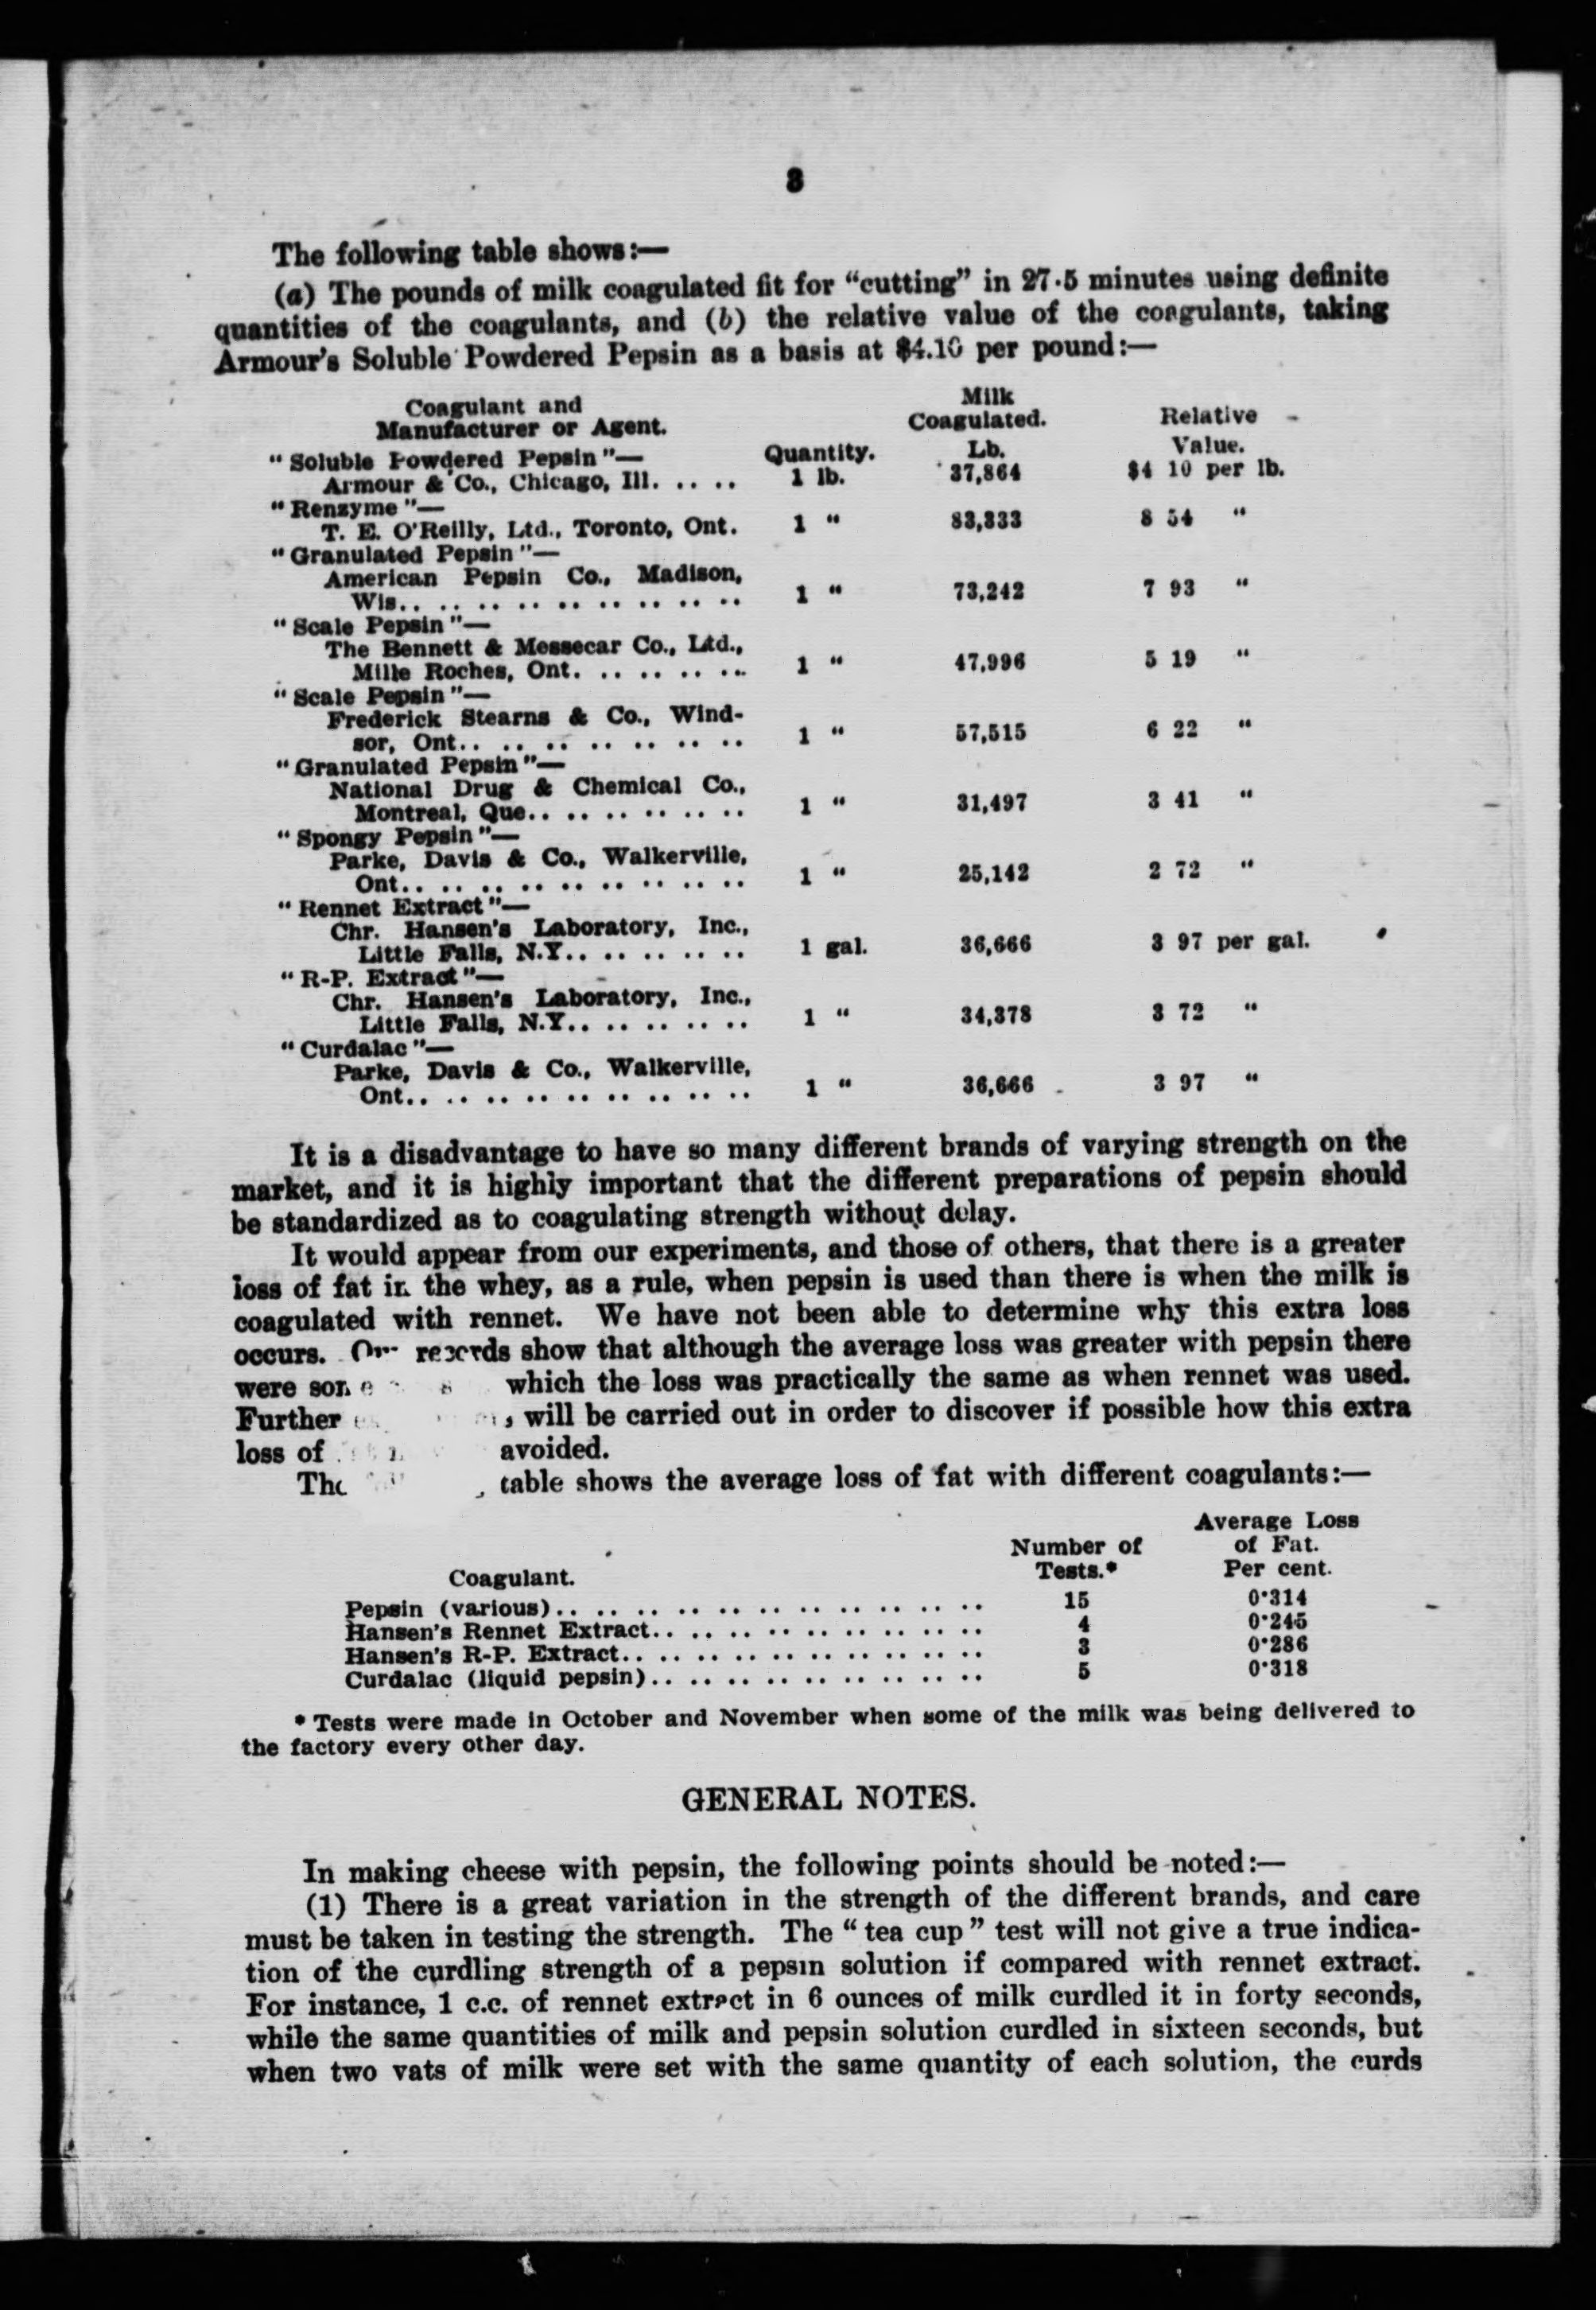 3
The following table shows:—
(a) The pounds of milk coagulated fit for "cutting" in 27·5 minutes using definite
quantities of the coagulants, and (b) the relative value of the coagulants, taking
Armour's Soluble Powdered Pepsin as a basis at $4.10 per pound:—
Coagulant and Manufacturer or Agent. Quantity. Milk Coagulated. Lb. Relative Value.
"Soluble Powdered Pepsin"—
Armour & Co., Chicago, Ill. . . . . 1 lb. 37,864 $4 10 per lb.
"Renzyme"—
T. E. O'Reilly, Ltd., Toronto, Ont. 1 " 83,333 8 54 "
"Granulated Pepsin"—
American Pepsin Co., Madison,
Wis. . . . . . . . . . . . . . . . . 1 " 73,242 7 93 "
"Scale Pepsin"—
The Bennett & Messecar Co., Ltd.,
Mille Roches, Ont. . . . . . . . . 1 " 47,996 5 19 "
"Scale Pepsin"—
Frederick Stearns & Co., Wind-
sor, Ont. . . . . . . . . . . . . . 1 " 57,515 6 22 "
"Granulated Pepsin"—
National Drug & Chemical Co.,
Montreal, Que. . . . . . . . . . . 1 " 31,497 3 41 "
"Spongy Pepsin"—
Parke, Davis & Co., Walkerville,
Ont. . . . . . . . . . . . . . . . . 1 " 25,142 2 72 "
"Rennet Extract"—
Chr. Hansen's Laboratory, Inc.,
Little Falls, N.Y. . . . . . . . . . 1 gal. 36,666 3 97 per gal.
"R-P. Extract"—
Chr. Hansen's Laboratory, Inc.,
Little Falls, N.Y. . . . . . . . . . 1 " 34,378 3 72 "
"Curdalac"—
Parke, Davis & Co., Walkerville,
Ont. . . . . . . . . . . . . . . . . 1 " 36,666 3 97 "
It is a disadvantage to have so many different brands of varying strength on the
market, and it is highly important that the different preparations of pepsin should
be standardized as to coagulating strength without delay.
It would appear from our experiments, and those of others, that there is a greater
loss of fat in the whey, as a rule, when pepsin is used than there is when the milk is
coagulated with rennet. We have not been able to determine why this extra loss
occurs. Our records show that although the average loss was greater with pepsin there
were some which the loss was practically the same as when rennet was used.
Further will be carried out in order to discover if possible how this extra
loss of avoided.
The table shows the average loss of fat with different coagulants:—
Coagulant. Number of Tests.* Average Loss of Fat. Per cent.
Pepsin (various). . . . . . . . . . . . . . . . . . . . 15 0·314
Hansen's Rennet Extract. . . . . . . . . . . . . . . . 4 0·245
Hansen's R-P. Extract. . . . . . . . . . . . . . . . . 3 0·286
Curdalac (liquid pepsin). . . . . . . . . . . . . . . . 5 0·318
* Tests were made in October and November when some of the milk was being delivered to
the factory every other day.
GENERAL NOTES.
In making cheese with pepsin, the following points should be noted:—
(1) There is a great variation in the strength of the different brands, and care
must be taken in testing the strength. The "tea cup" test will not give a true indica-
tion of the curdling strength of a pepsin solution if compared with rennet extract.
For instance, 1 c.c. of rennet extract in 6 ounces of milk curdled it in forty seconds,
while the same quantities of milk and pepsin solution curdled in sixteen seconds, but
when two vats of milk were set with the same quantity of each solution, the curds